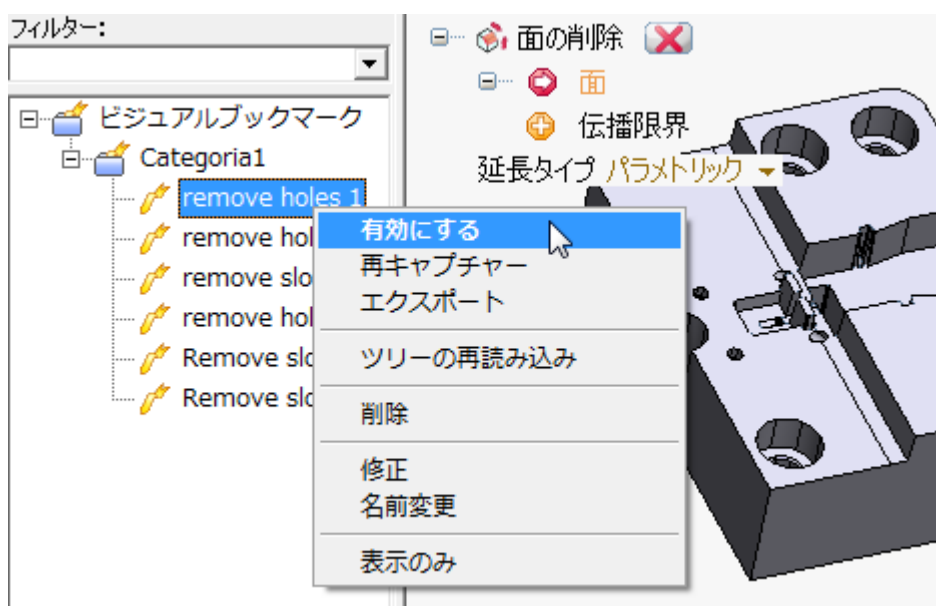 フィルター:
ビジュアルブックマーク
Categoria1
remove holes 1
remove hol
remove slo
remove hol
Remove slo
Remove slo
面の削除
面
伝播限界
延長タイプ パラメトリック
有効にする
再キャプチャー
エクスポート
ツリーの再読み込み
削除
修正
名前変更
表示のみ